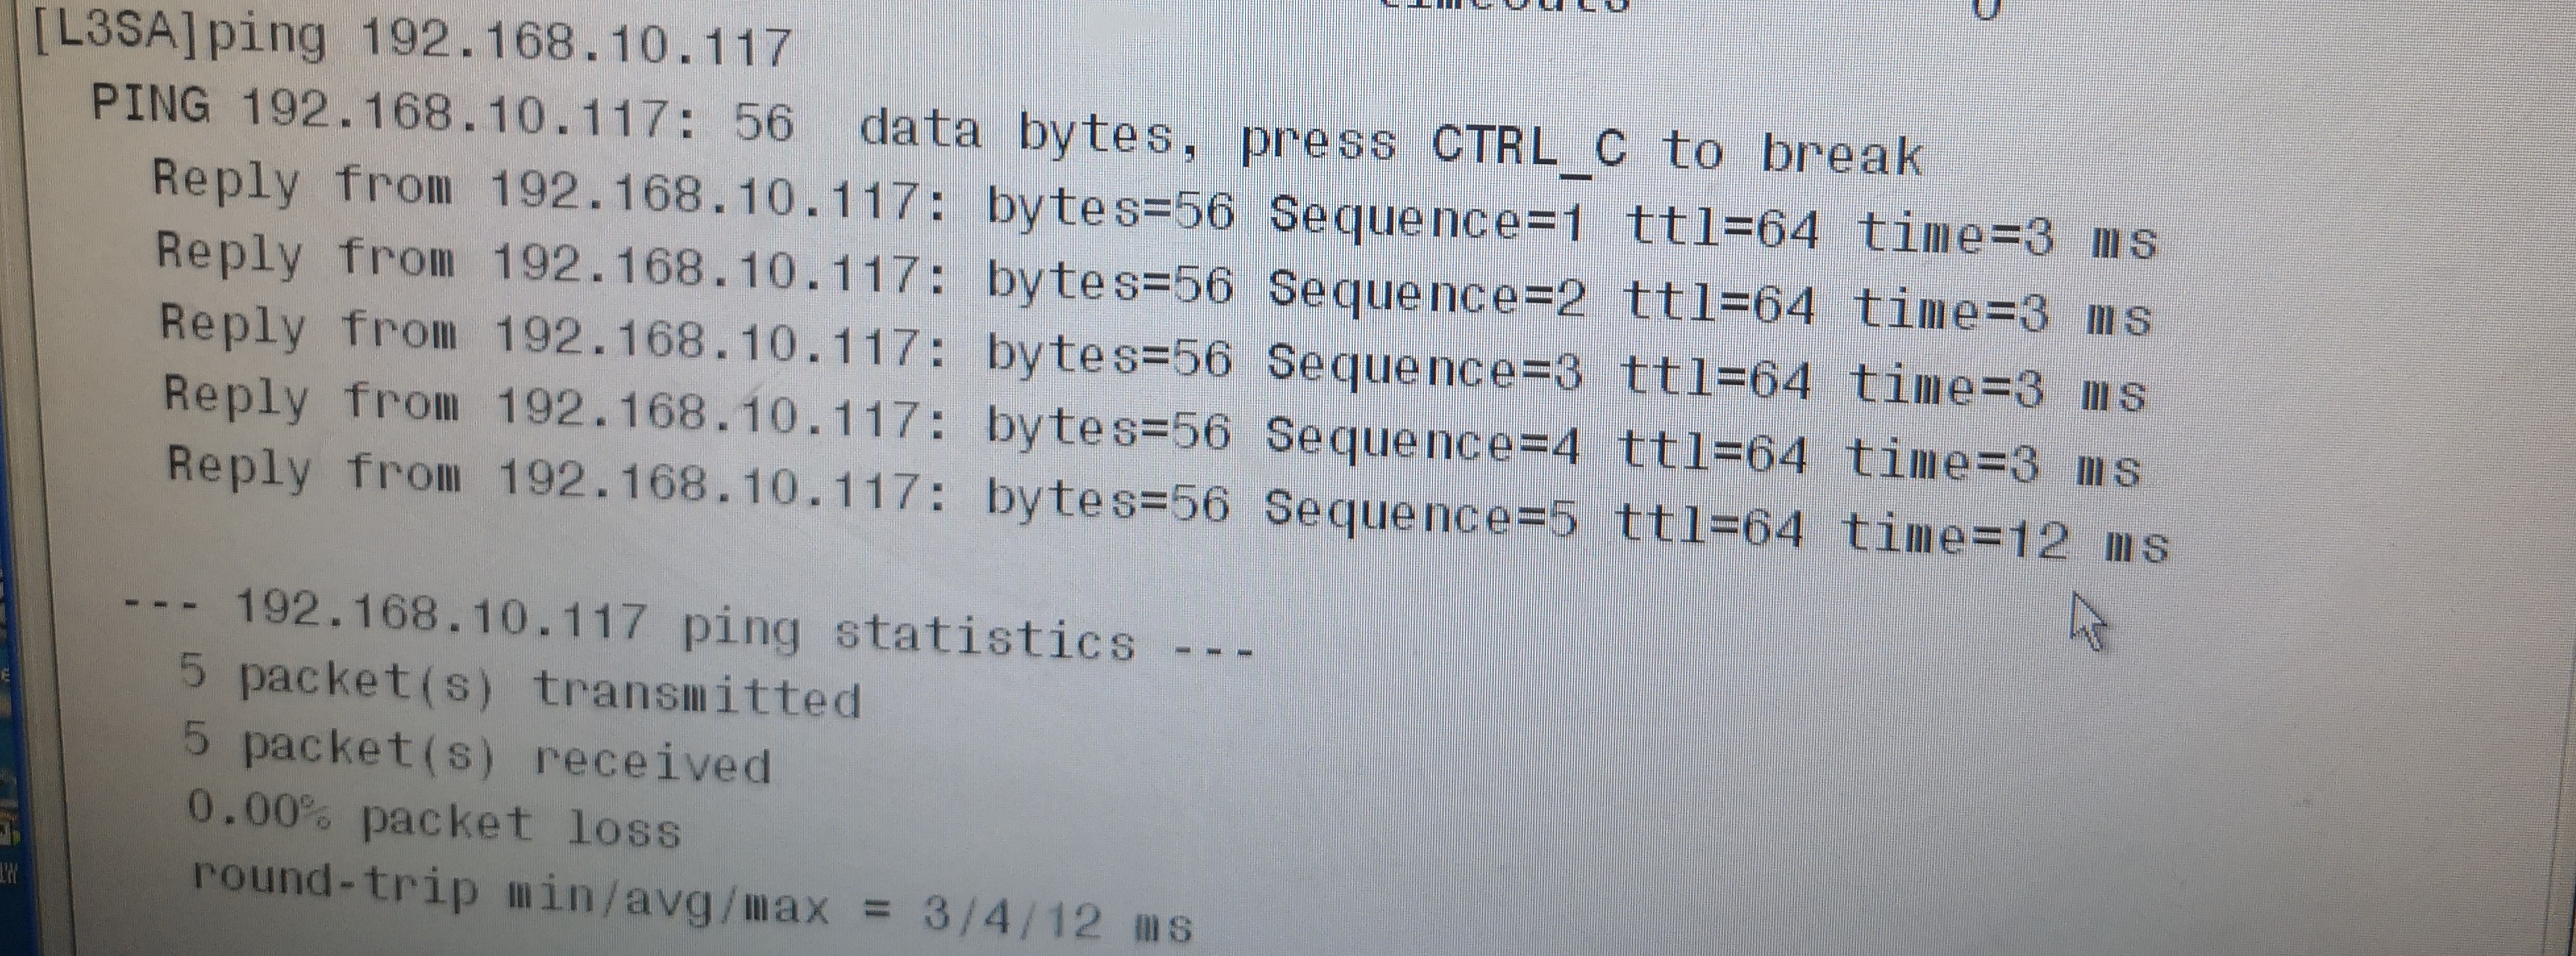 [L3SA]ping 192.168.10.117
PING 192.168.10.117: 56  data bytes, press CTRL_C to break
Reply from 192.168.10.117: bytes=56 Sequence=1 ttl=64 time=3 ms
Reply from 192.168.10.117: bytes=56 Sequence=2 ttl=64 time=3 ms
Reply from 192.168.10.117: bytes=56 Sequence=3 ttl=64 time=3 ms
Reply from 192.168.10.117: bytes=56 Sequence=4 ttl=64 time=3 ms
Reply from 192.168.10.117: bytes=56 Sequence=5 ttl=64 time=12 ms
--- 192.168.10.117 ping statistics ---
5 packet(s) transmitted
5 packet(s) received
0.00% packet loss
round-trip min/avg/max = 3/4/12 ms